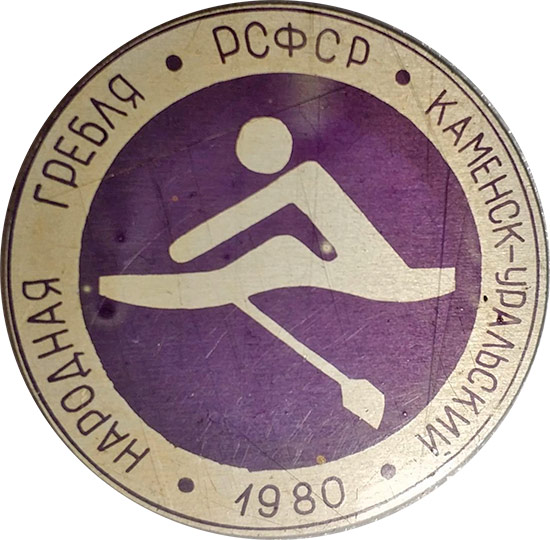 НАРОДНАЯ ГРЕБЛЯ • РСФСР • КАМЕНСК-УРАЛЬСКИЙ • 1980 •